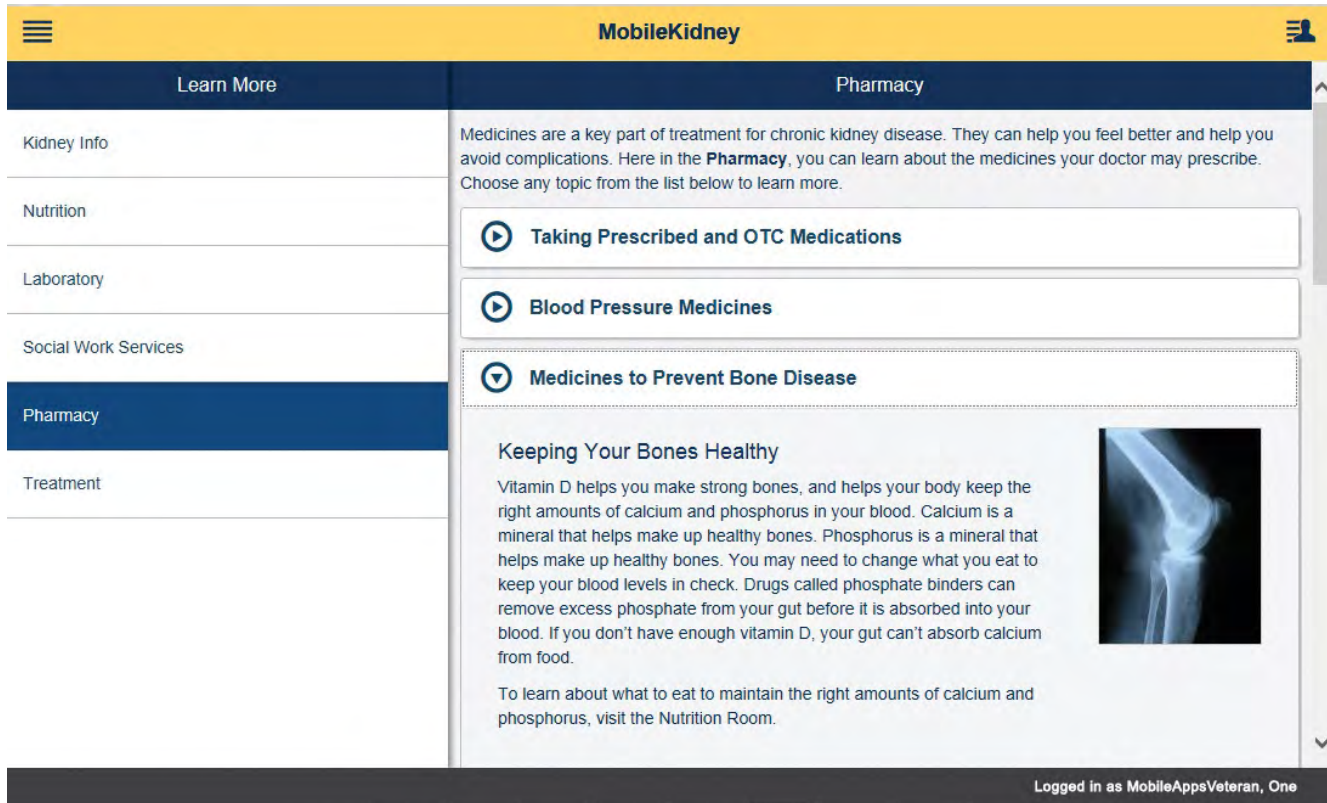 MobileKidney
Learn More
Kidney Info
Nutrition
Laboratory
Social Work Services
Pharmacy
Treatment
Pharmacy
Medicines are a key part of treatment for chronic kidney disease. They can help you feel better and help you
avoid complications. Here in the Pharmacy, you can learn about the medicines your doctor may prescribe.
Choose any topic from the list below to learn more.
Taking Prescribed and OTC Medications
Blood Pressure Medicines
Medicines to Prevent Bone Disease
Keeping Your Bones Healthy
Vitamin D helps you make strong bones, and helps your body keep the
right amounts of calcium and phosphorus in your blood. Calcium is a
mineral that helps make up healthy bones. Phosphorus is a mineral that
helps make up healthy bones. You may need to change what you eat to
keep your blood levels in check. Drugs called phosphate binders can
remove excess phosphate from your gut before it is absorbed into your
blood. If you don't have enough vitamin D, your gut can't absorb calcium
from food.
To learn about what to eat to maintain the right amounts of calcium and
phosphorus, visit the Nutrition Room.
Logged in as MobileAppsVeteran, One